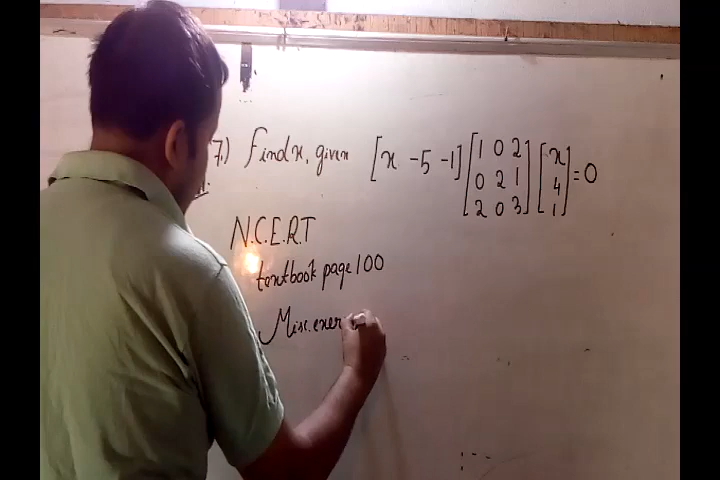 7.) Find x, given [x -5 -1] [1 0 2 [x
0 2 1 4
2 0 3] 1] = 0
N.C.E.R.T
textbook page 100
Misc. exer